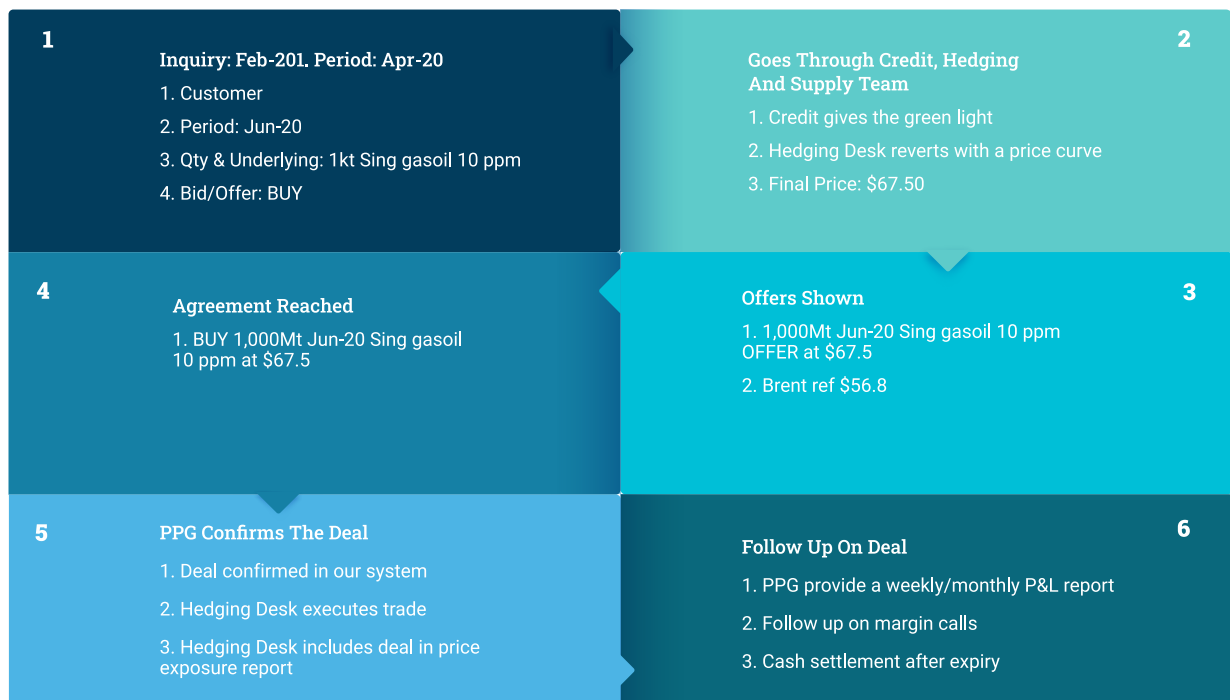 1
Inquiry: Feb-201. Period: Apr-20
1. Customer
2. Period: Jun-20
3. Qty & Underlying: 1kt Sing gasoil 10 ppm
4. Bid/Offer: BUY
2
Goes Through Credit, Hedging
And Supply Team
1. Credit gives the green light
2. Hedging Desk reverts with a price curve
3. Final Price: $67.50
3
Offers Shown
1. 1,000Mt Jun-20 Sing gasoil 10 ppm
OFFER at $67.5
2. Brent ref $56.8
4
Agreement Reached
1. BUY 1,000Mt Jun-20 Sing gasoil
10 ppm at $67.5
5
PPG Confirms The Deal
1. Deal confirmed in our system
2. Hedging Desk executes trade
3. Hedging Desk includes deal in price
exposure report
6
Follow Up On Deal
1. PPG provide a weekly/monthly P&L report
2. Follow up on margin calls
3. Cash settlement after expiry